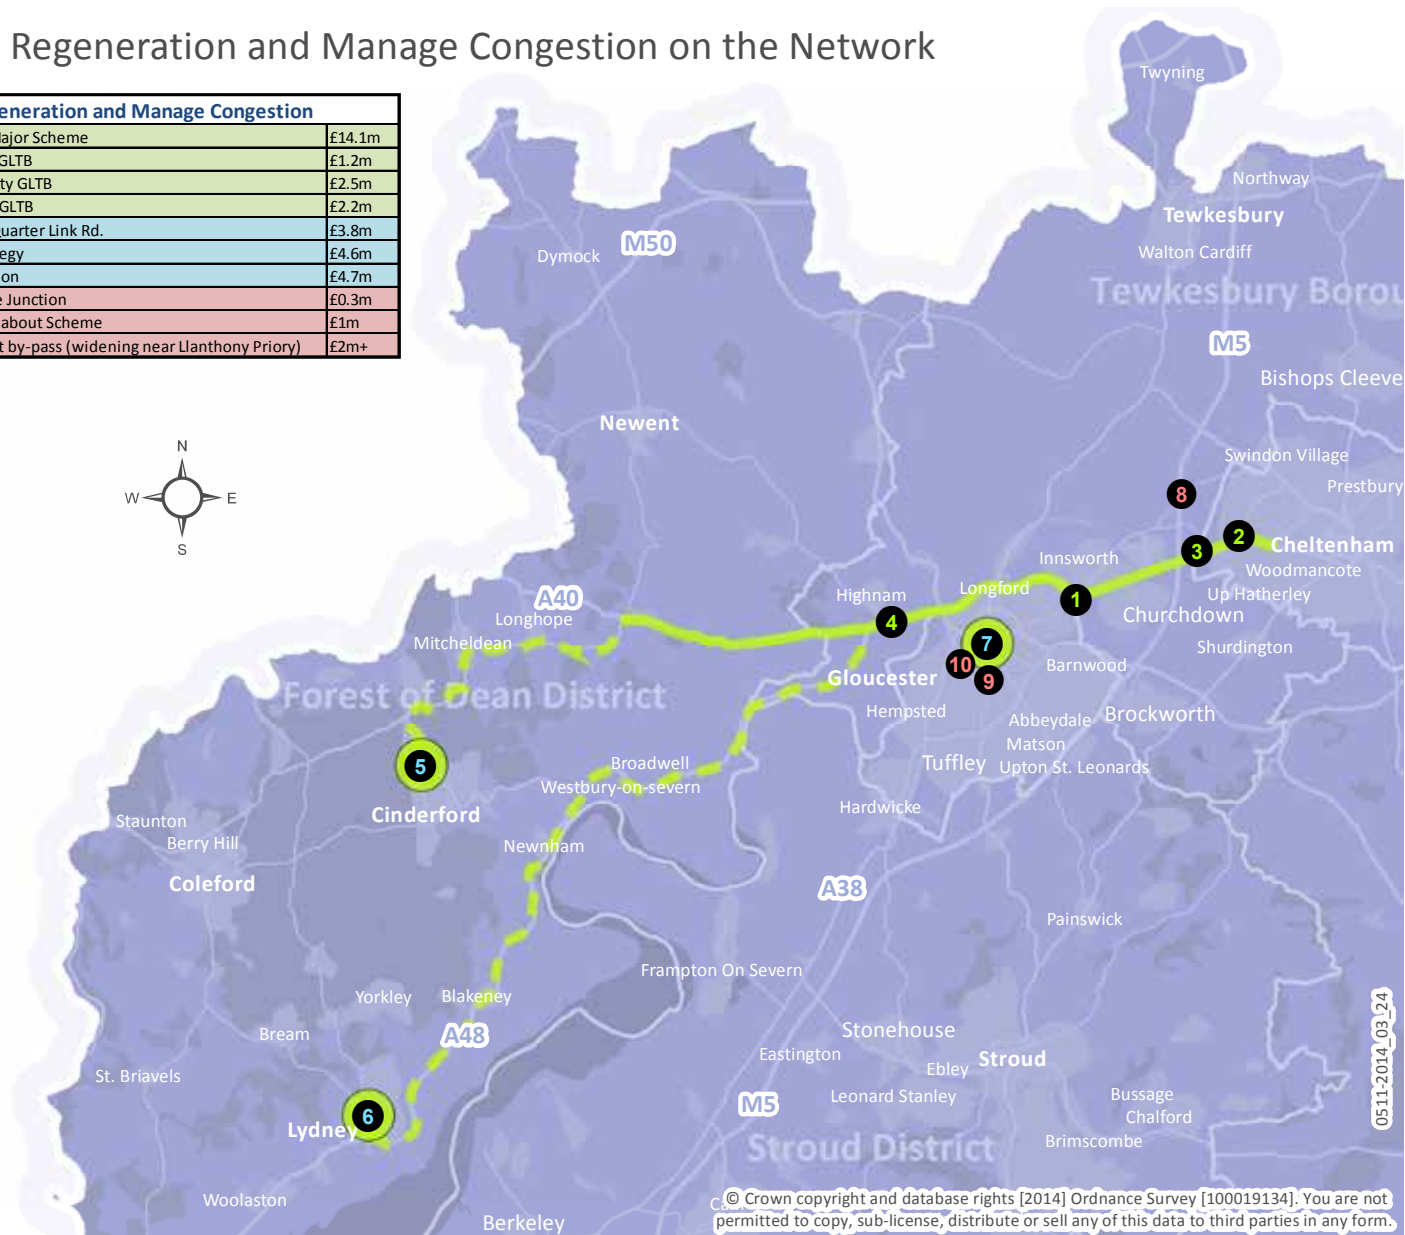 Regeneration and Manage Congestion on the Network
eneration and Manage Congestion
ajor Scheme £14.1m
GLTB £1.2m
ty GLTB £2.5m
GLTB £2.2m
uarter Link Rd. £3.8m
egy £4.6m
on £4.7m
e Junction £0.3m
about Scheme £1m
t by-pass (widening near Llanthony Priory) £2m+
N
W E
S
Twyning
Northway
Tewkesbury
Walton Cardiff
Tewkesbury Borou
M50
Dymock
M5
Bishops Cleeve
Newent
Swindon Village
Prestbury
8
2
3
Cheltenham
Innsworth
Woodmancote
Up Hatherley
A40
Longhope
Highnam
Longford
1
Churchdown
4
Mitcheldean
7
Shurdington
10
Barnwood
9
Gloucester
Forest of Dean District
Hempsted
Abbeydale
Brockworth
Matson
Tuffley
Upton St. Leonards
5
Broadwell
Westbury-on-severn
Cinderford
Hardwicke
Staunton
Berry Hill
Newnham
Coleford
A38
Painswick
Frampton On Severn
Yorkley
Blakeney
Bream
A48
Stonehouse
Eastington
Stroud
Ebley
St. Briavels
Leonard Stanley
Bussage
M5
Chalford
6
Lydney
Brimscombe
Stroud District
Woolaston
Berkeley
0511-2014_03_24
© Crown copyright and database rights [2014] Ordnance Survey [100019134]. You are not
permitted to copy, sub-license, distribute or sell any of this data to third parties in any form.